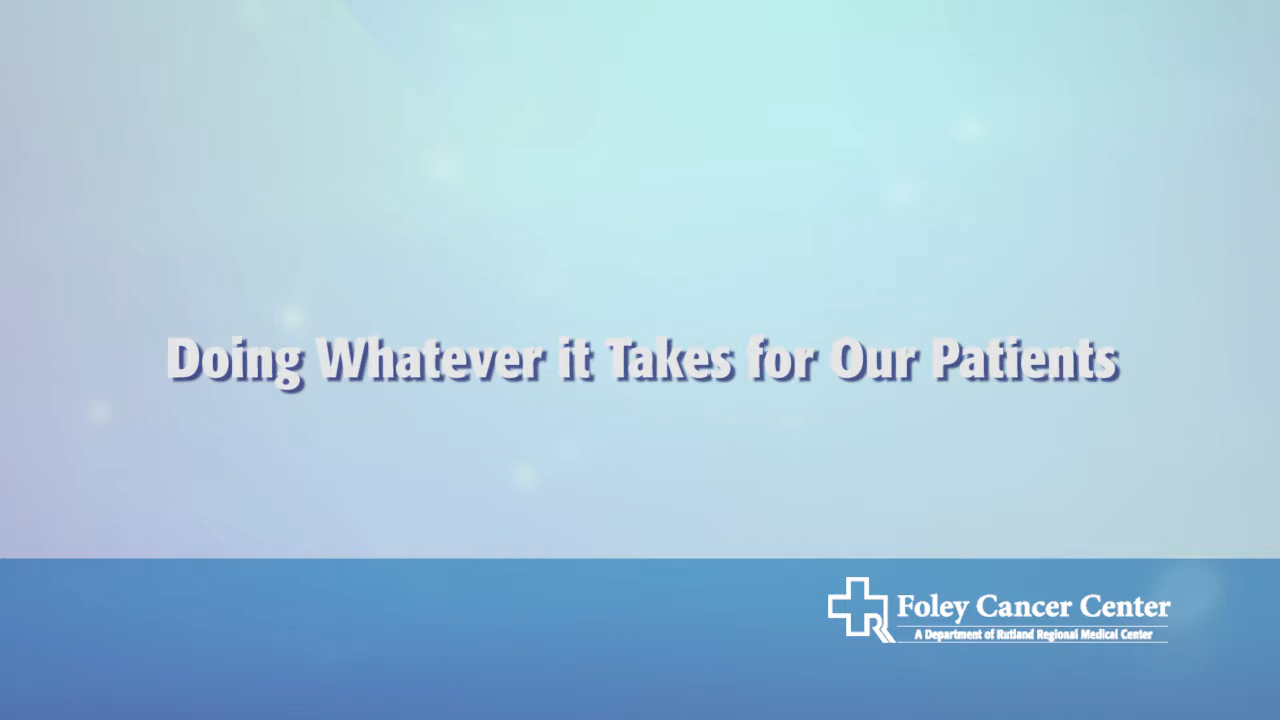 Doing Whatever it Takes for Our Patients
Foley Cancer Center
A Department of Rutland Regional Medical Center